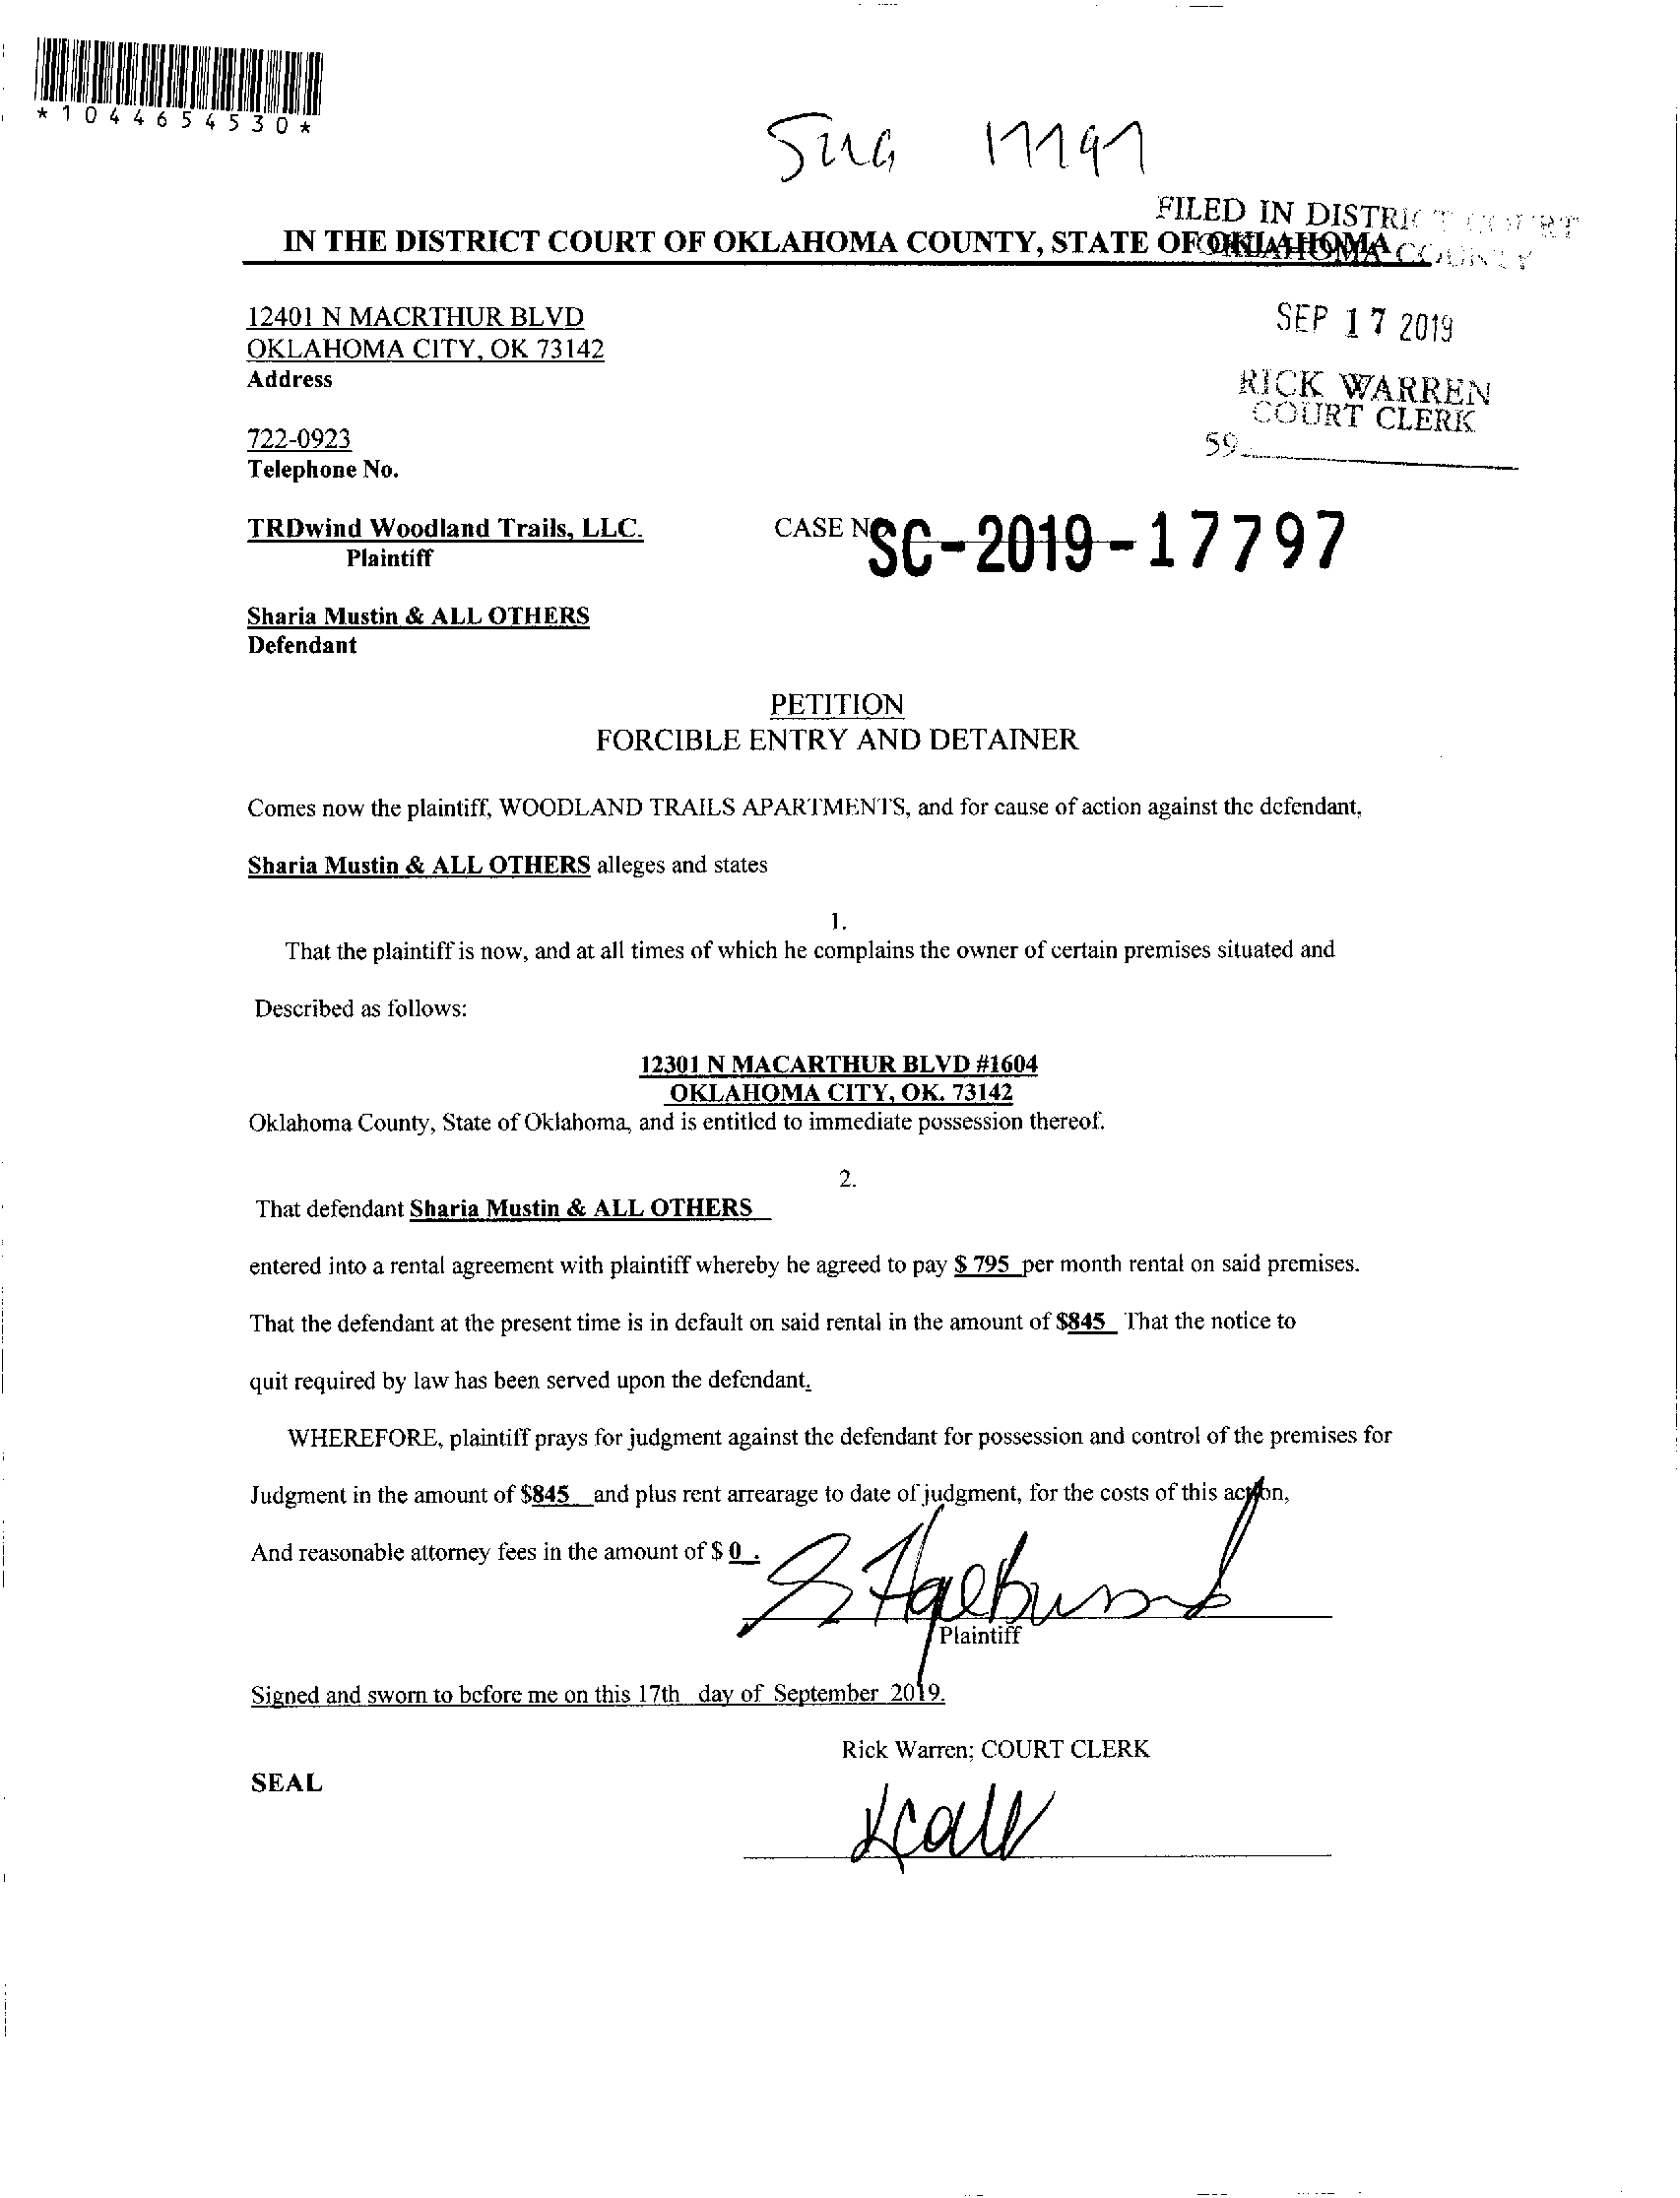 *1044654530*
17797
FILED IN DISTRICT COURT
IN THE DISTRICT COURT OF OKLAHOMA COUNTY, STATE OF OKLAHOMA
OKLAHOMA COUNTY
12401 N MACRTHUR BLVD
OKLAHOMA CITY, OK 73142
Address
SEP 17 2019
RICK WARREN
COURT CLERK
59
722-0923
Telephone No.
TRDwind Woodland Trails, LLC.
Plaintiff
CASE NO SC-2019-17797
Sharia Mustin & ALL OTHERS
Defendant
PETITION
FORCIBLE ENTRY AND DETAINER
Comes now the plaintiff, WOODLAND TRAILS APARTMENTS, and for cause of action against the defendant,
Sharia Mustin & ALL OTHERS alleges and states
1.
That the plaintiff is now, and at all times of which he complains the owner of certain premises situated and
Described as follows:
12301 N MACARTHUR BLVD #1604
OKLAHOMA CITY, OK. 73142
Oklahoma County, State of Oklahoma, and is entitled to immediate possession thereof.
2.
That defendant Sharia Mustin & ALL OTHERS
entered into a rental agreement with plaintiff whereby he agreed to pay $ 795 per month rental on said premises.
That the defendant at the present time is in default on said rental in the amount of $845 That the notice to
quit required by law has been served upon the defendant.
WHEREFORE, plaintiff prays for judgment against the defendant for possession and control of the premises for
Judgment in the amount of $845 and plus rent arrearage to date of judgment, for the costs of this action,
And reasonable attorney fees in the amount of $ 0 .
Plaintiff
Signed and sworn to before me on this 17th day of September 2019.
Rick Warren; COURT CLERK
SEAL